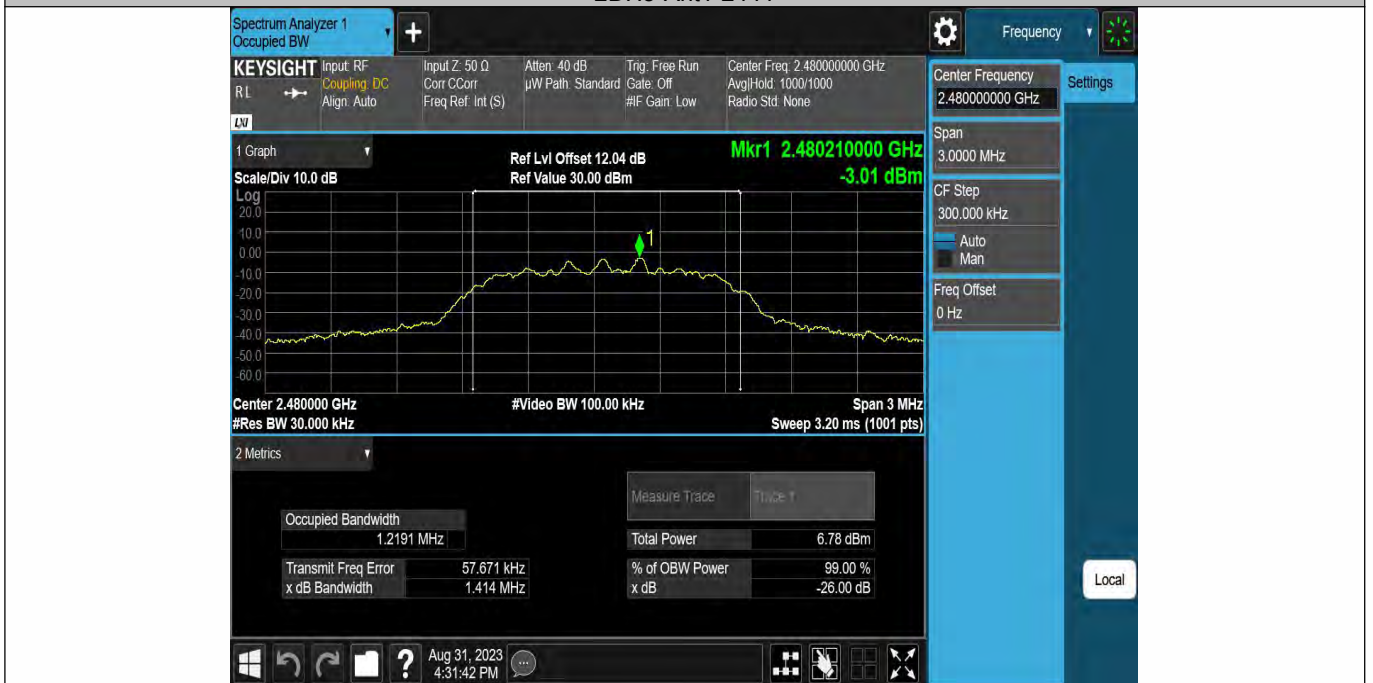 Spectrum Analyzer 1
Occupied BW
Frequency
KEYSIGHT
RL
LXI
Input: RF
Coupling: DC
Align: Auto
Input Z: 50 Ω
Corr CCorr
Freq Ref: Int (S)
Atten: 40 dB
µW Path: Standard
Trig: Free Run
Gate: Off
#IF Gain: Low
Center Freq: 2.480000000 GHz
Avg|Hold: 1000/1000
Radio Std: None
Center Frequency
2.480000000 GHz
Settings
Span
3.0000 MHz
CF Step
300.000 kHz
Auto
Man
Freq Offset
0 Hz
Local
1 Graph
Scale/Div 10.0 dB
Ref Lvl Offset 12.04 dB
Ref Value 30.00 dBm
Mkr1 2.480210000 GHz
-3.01 dBm
Log
20.0
10.0
0.00
-10.0
-20.0
-30.0
-40.0
-50.0
-60.0
1
Center 2.480000 GHz
#Res BW 30.000 kHz
#Video BW 100.00 kHz
Span 3 MHz
Sweep 3.20 ms (1001 pts)
2 Metrics
Measure Trace
Occupied Bandwidth
1.2191 MHz
Total Power 6.78 dBm
Transmit Freq Error 57.671 kHz
% of OBW Power 99.00 %
x dB Bandwidth 1.414 MHz
x dB -26.00 dB
?
Aug 31, 2023
4:31:42 PM